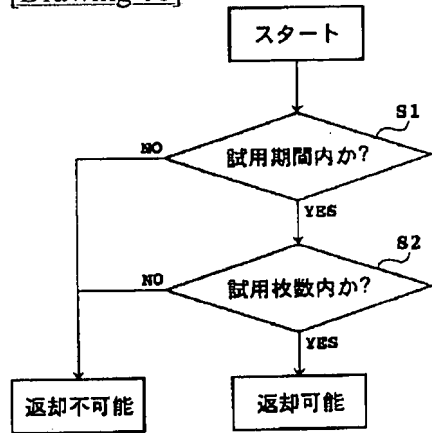 スタート
S1
試用期間内か?
NO
YES
S2
試用枚数内か?
NO
YES
返却不可能
返却可能